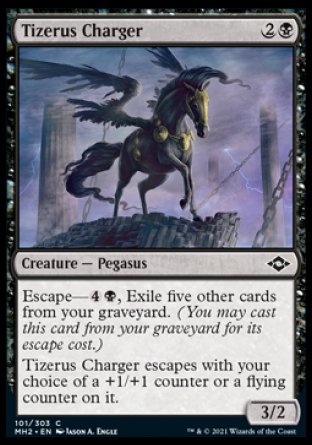 Tizerus Charger 2
Creature — Pegasus
Escape—4, Exile five other cards
from your graveyard. (You may cast
this card from your graveyard for its
escape cost.)
Tizerus Charger escapes with your
choice of a +1/+1 counter or a flying
counter on it.
3/2
101/303 C
MH2 • EN Jason A. Engle
™ & © 2021 Wizards of the Coast